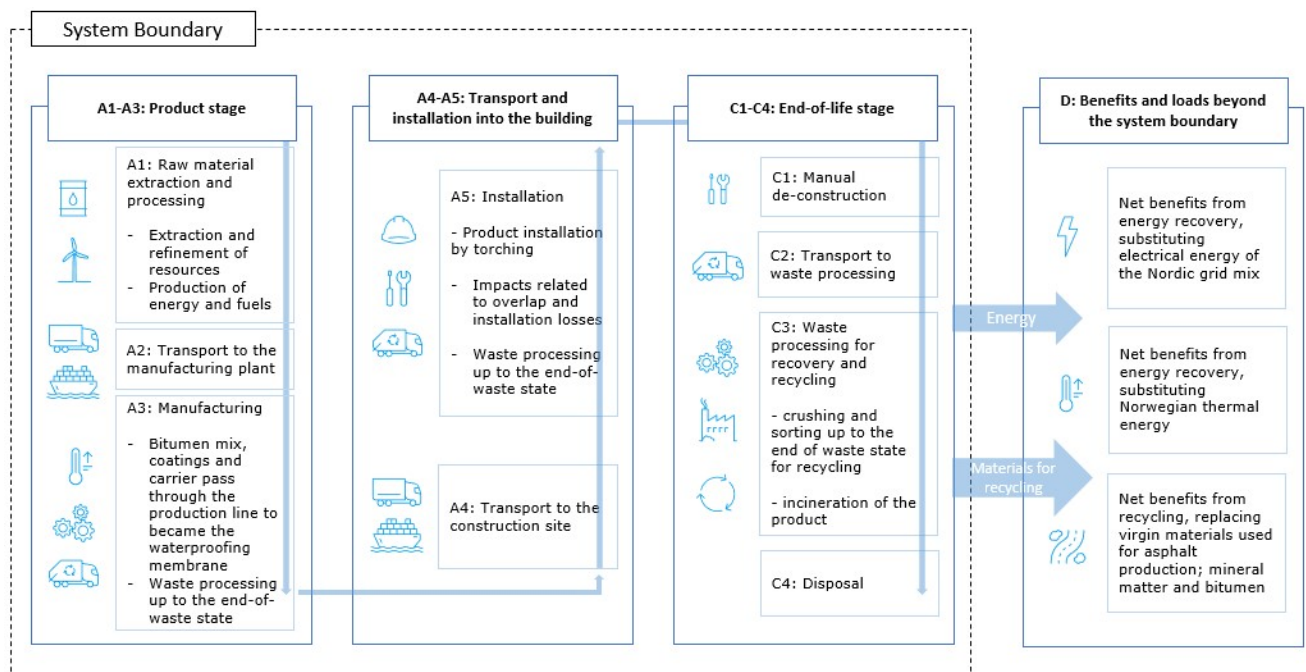 System Boundary
A1-A3: Product stage
A1: Raw material
extraction and
processing
- Extraction and
refinement of
resources
- Production of
energy and fuels
A2: Transport to the
manufacturing plant
A3: Manufacturing
- Bitumen mix,
coatings and
carrier pass
through the
production line to
became the
waterproofing
membrane
- Waste processing
up to the end-of-
waste state
A4-A5: Transport and
installation into the building
A5: Installation
- Product installation
by torching
- Impacts related
to overlap and
installation losses
- Waste processing
up to the end-of-
waste state
A4: Transport to the
construction site
C1-C4: End-of-life stage
C1: Manual
de-construction
C2: Transport to
waste processing
C3: Waste
processing for
recovery and
recycling
- crushing and
sorting up to the
end of waste state
for recycling
- incineration of the
product
C4: Disposal
Energy
Materials for
recycling
D: Benefits and loads beyond
the system boundary
Net benefits from
energy recovery,
substituting
electrical energy of
the Nordic grid mix
Net benefits from
energy recovery,
substituting
Norwegian thermal
energy
Net benefits from
recycling, replacing
virgin materials used
for asphalt
production; mineral
matter and bitumen